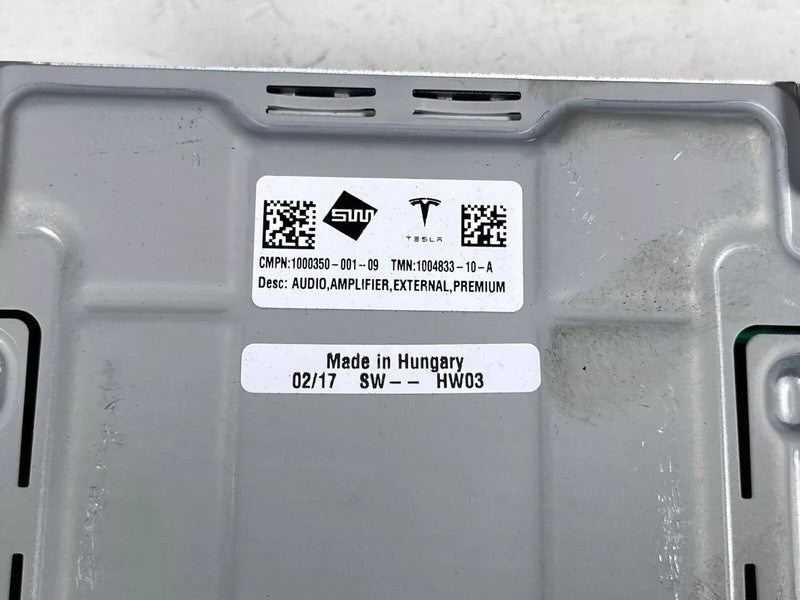 SW
TESLA
CMPN:1000350-001--09 TMN:1004833-10-A
Desc: AUDIO,AMPLIFIER,EXTERNAL,PREMIUM
Made in Hungary
02/17 SW-- HW03